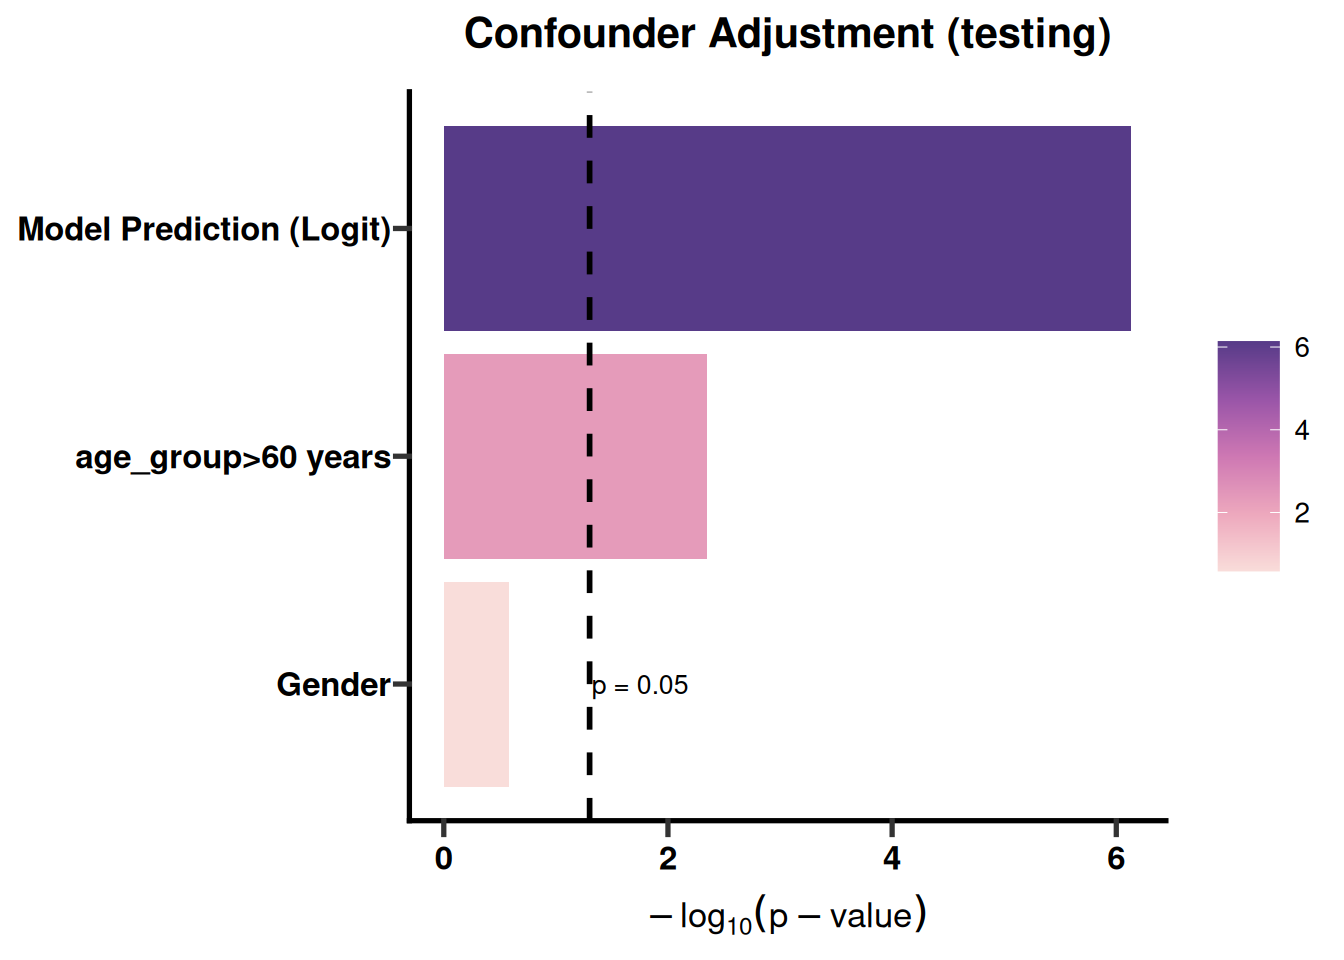 Confounder Adjustment (testing)
Model Prediction (Logit)
age_group>60 years
Gender
p = 0.05
6
4
2
0 2 4 6
−log10(p − value)